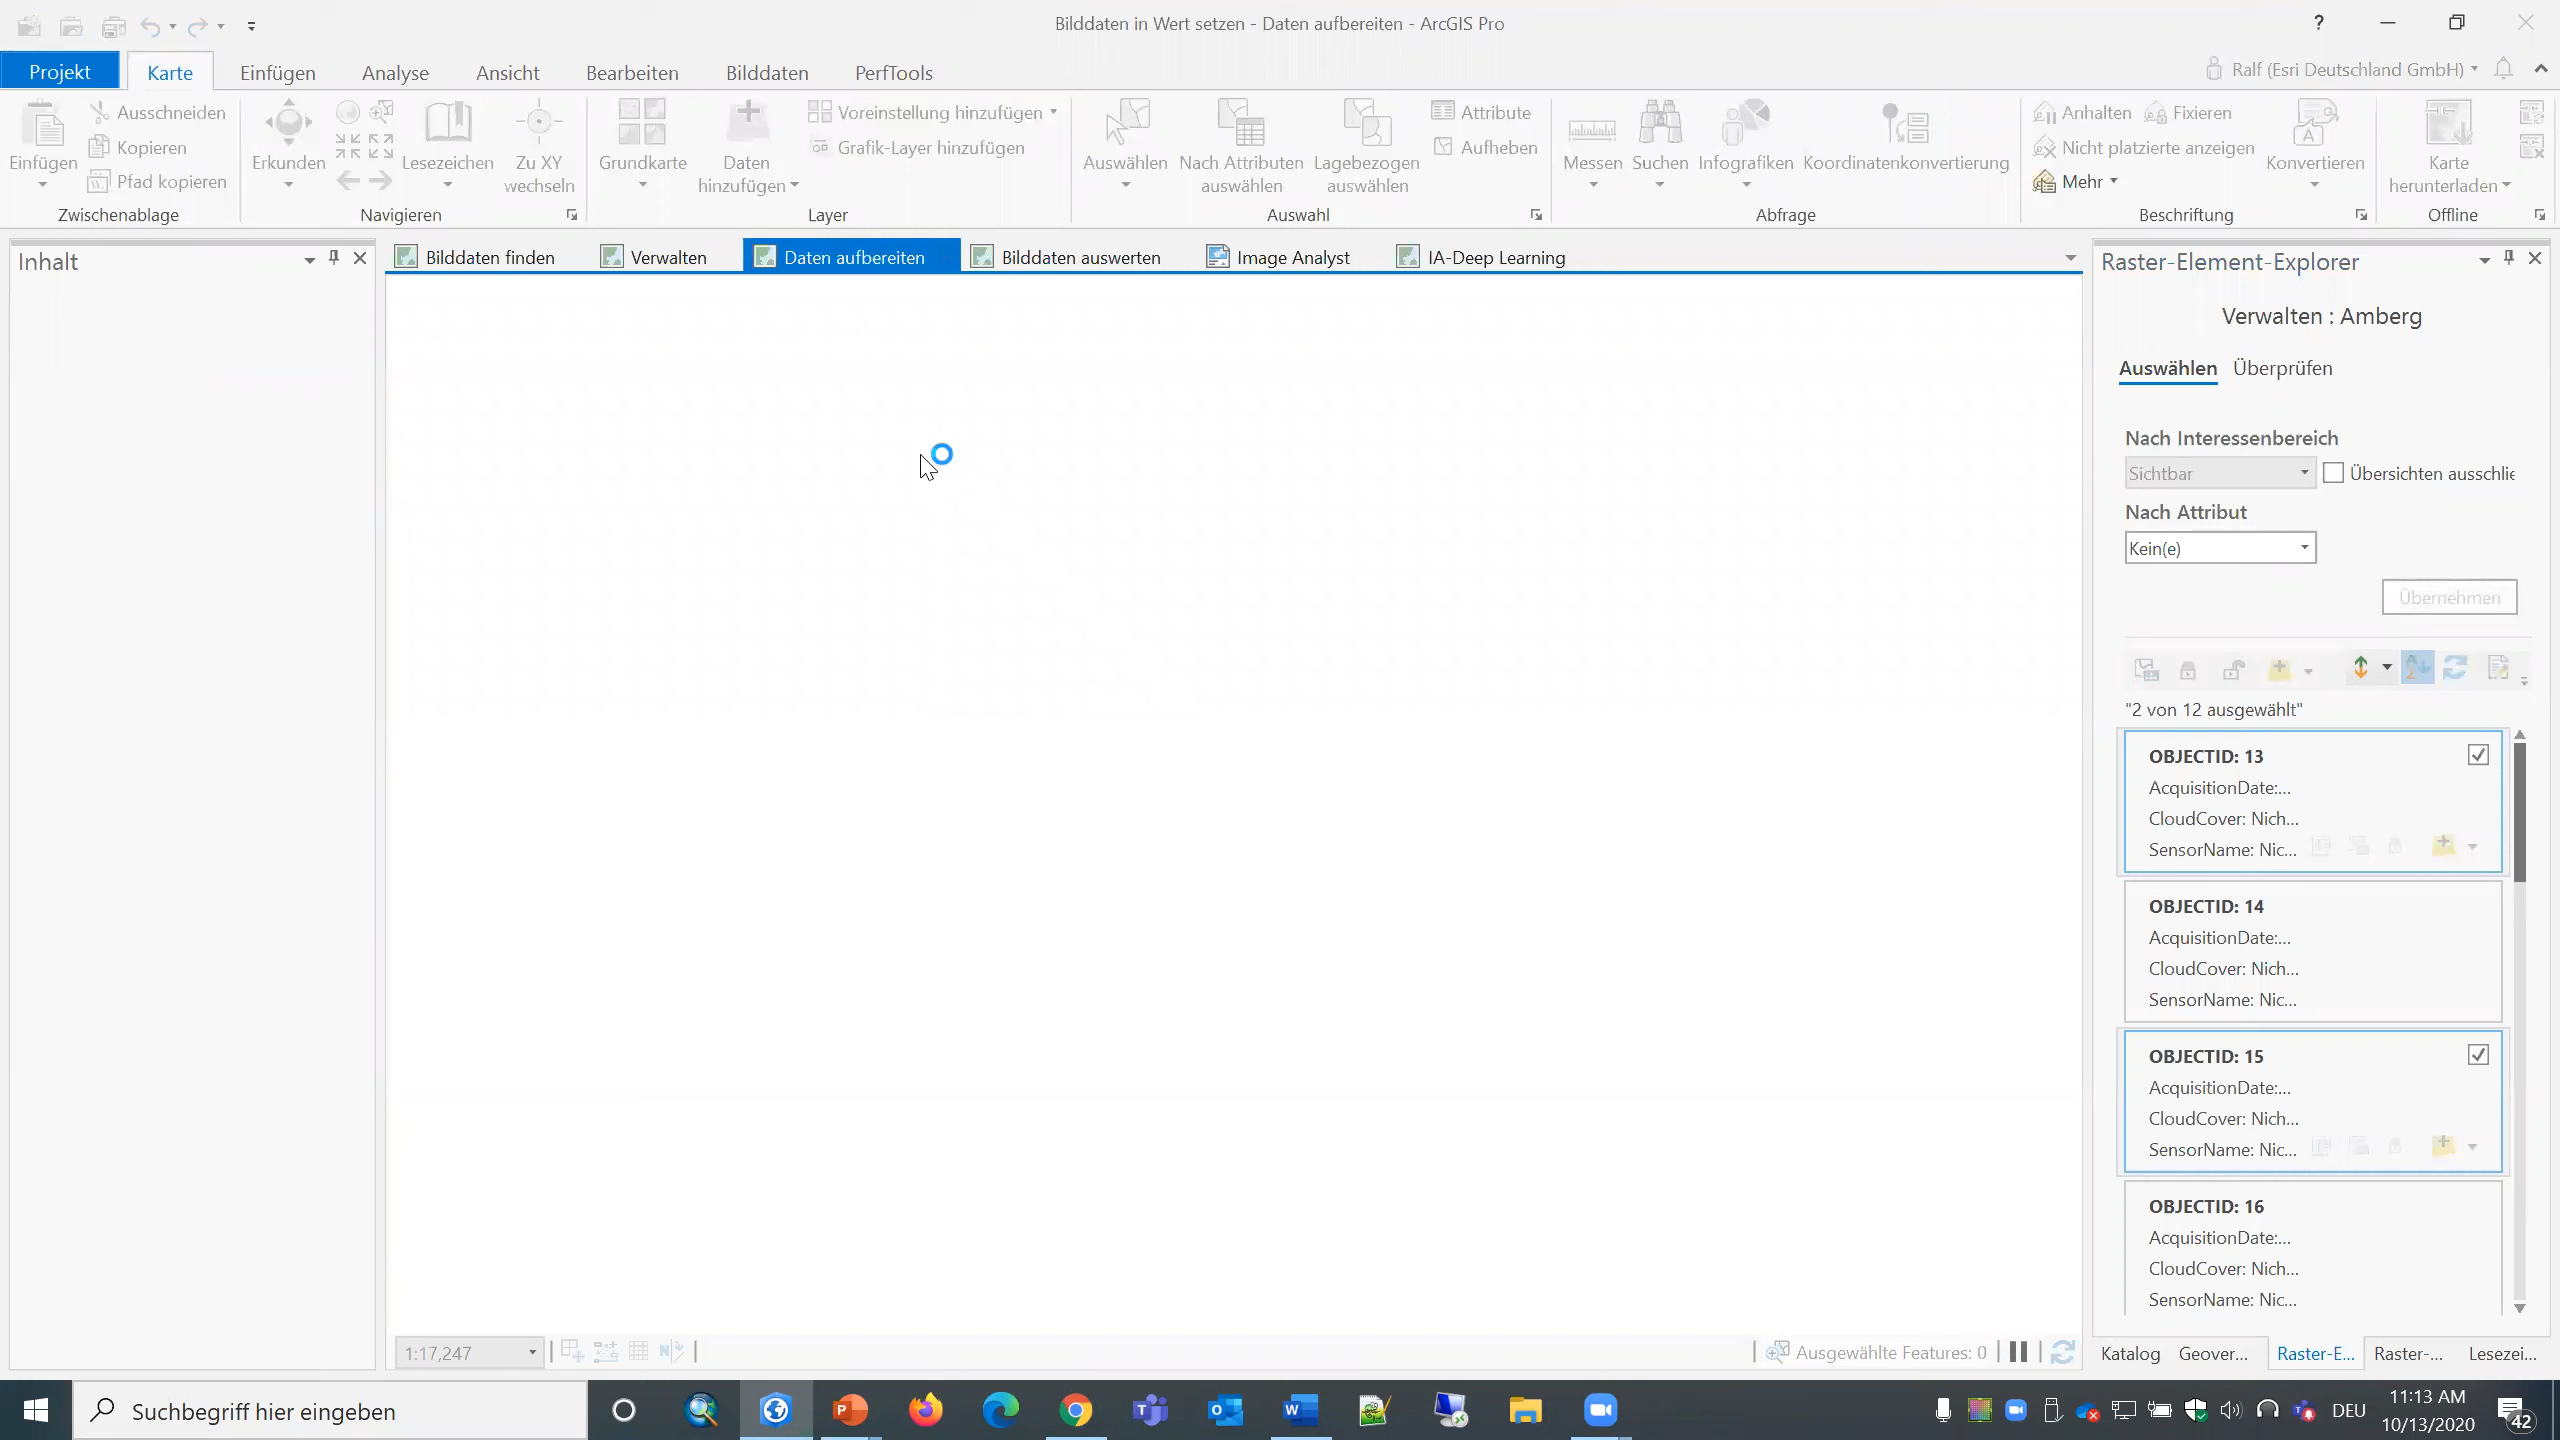 Bilddaten in Wert setzen - Daten aufbereiten - ArcGIS Pro
?
Projekt
Karte
Einfügen
Analyse
Ansicht
Bearbeiten
Bilddaten
PerfTools
Ralf (Esri Deutschland GmbH)
Einfügen
Ausschneiden
Kopieren
Pfad kopieren
Zwischenablage
Erkunden
Lesezeichen
Zu XY
wechseln
Navigieren
Grundkarte
Daten
hinzufügen
Voreinstellung hinzufügen
Grafik-Layer hinzufügen
Layer
Auswählen
Nach Attributen
auswählen
Lagebezogen
auswählen
Attribute
Aufheben
Auswahl
Messen
Suchen
Infografiken
Koordinatenkonvertierung
Abfrage
Anhalten
Fixieren
Nicht platzierte anzeigen
Mehr
Konvertieren
Beschriftung
Karte
herunterladen
Offline
Inhalt
Bilddaten finden
Verwalten
Daten aufbereiten
Bilddaten auswerten
Image Analyst
IA-Deep Learning
Raster-Element-Explorer
Verwalten : Amberg
Auswählen
Überprüfen
Nach Interessenbereich
Sichtbar
Übersichten ausschlie
Nach Attribut
Kein(e)
Übernehmen
"2 von 12 ausgewählt"
OBJECTID: 13
AcquisitionDate:...
CloudCover: Nich...
SensorName: Nic...
OBJECTID: 14
AcquisitionDate:...
CloudCover: Nich...
SensorName: Nic...
OBJECTID: 15
AcquisitionDate:...
CloudCover: Nich...
SensorName: Nic...
OBJECTID: 16
AcquisitionDate:...
CloudCover: Nich...
SensorName: Nic...
1:17,247
Ausgewählte Features: 0
Katalog
Geover...
Raster-E...
Raster-...
Lesezei...
Suchbegriff hier eingeben
DEU
11:13 AM
10/13/2020
42